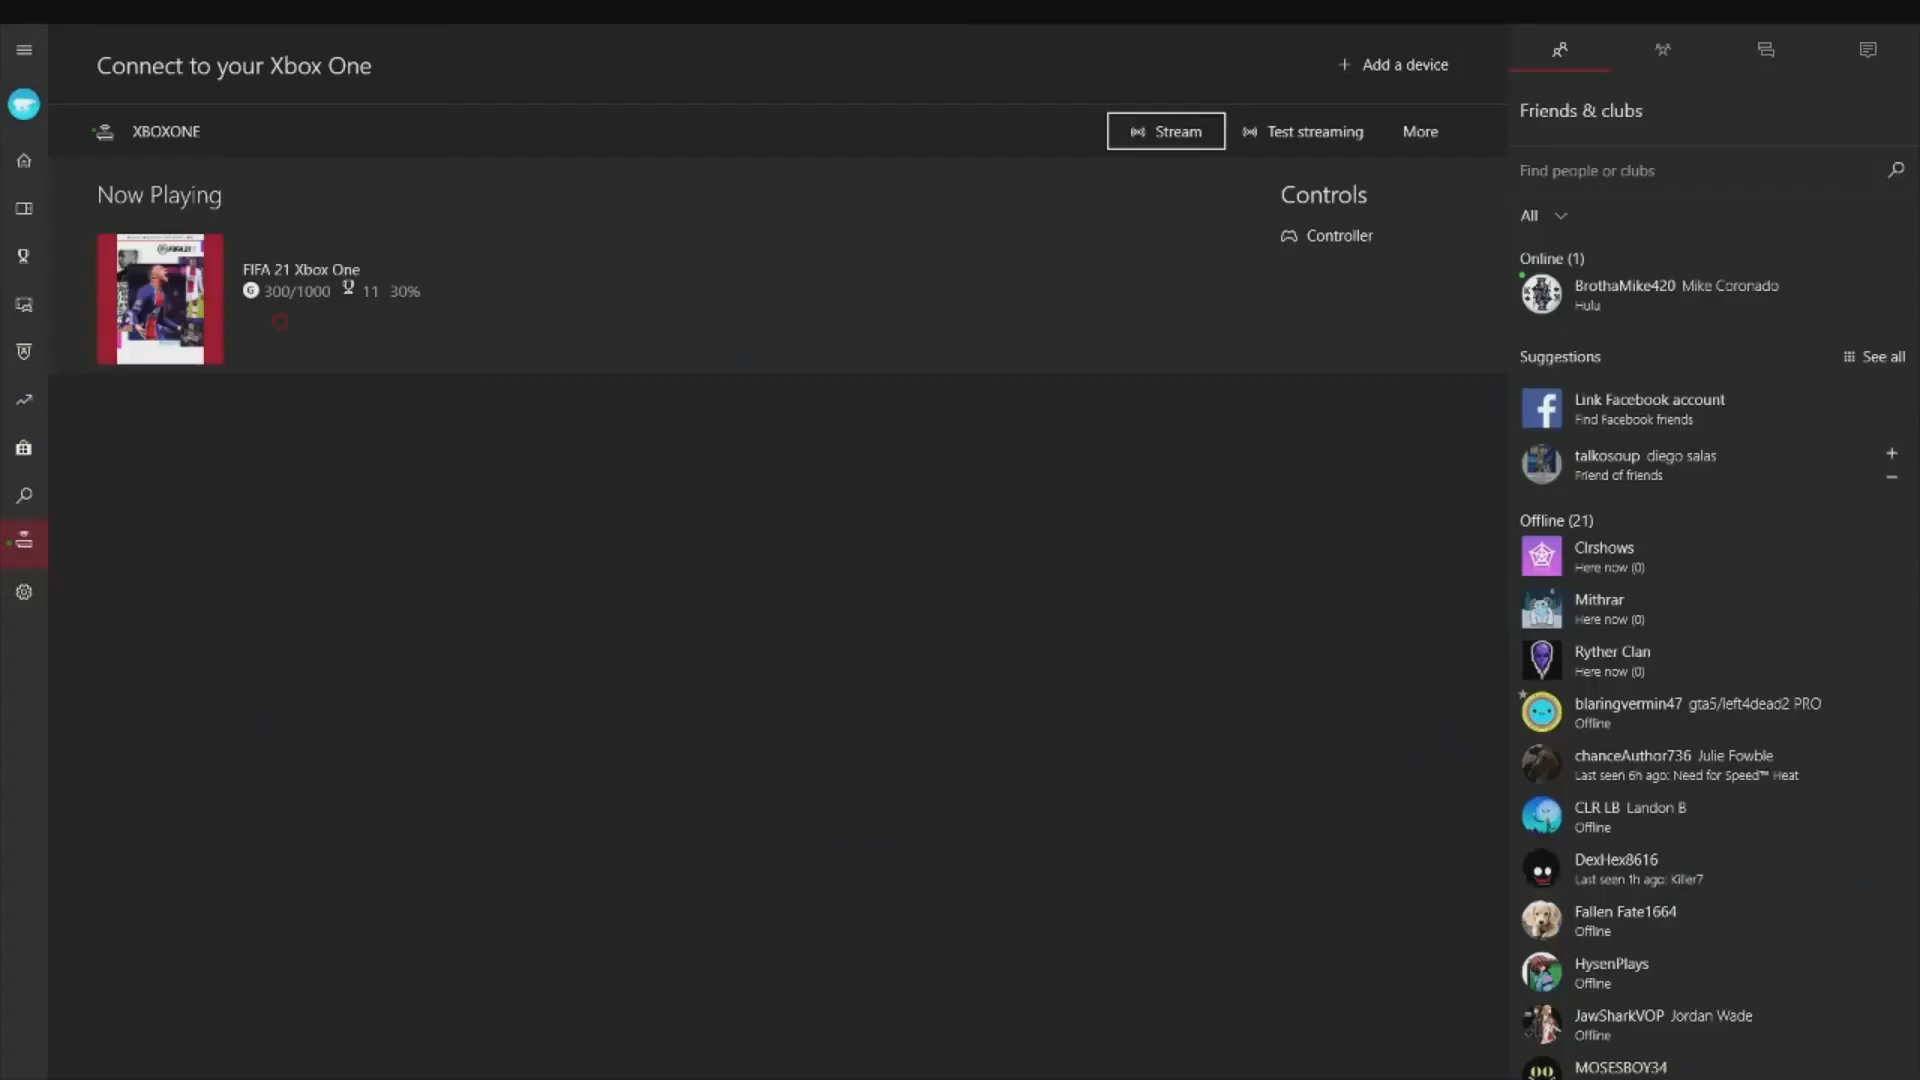 Connect to your Xbox One
+ Add a device
XBOXONE
Stream
Test streaming
More
Now Playing
Controls
Controller
FIFA 21
FIFA 21 Xbox One
G 300/1000 11 30%
Friends & clubs
Find people or clubs
All
Online (1)
BrothaMike420 Mike Coronado
Hulu
Suggestions
See all
Link Facebook account
Find Facebook friends
talkosoup diego salas
Friend of friends
Offline (21)
Clrshows
Here now (0)
Mithrar
Here now (0)
Ryther Clan
Here now (0)
blaringvermin47 gta5/left4dead2 PRO
Offline
chanceAuthor736 Julie Fowble
Last seen 6h ago: Need for Speed™ Heat
CLR LB Landon B
Offline
DexHex8616
Last seen 1h ago: Killer7
Fallen Fate1664
Offline
HysenPlays
Offline
JawSharkVOP Jordan Wade
Offline
MOSESBOY34